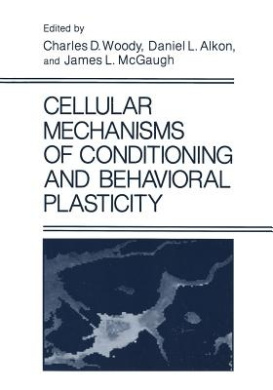 Edited by
Charles D. Woody, Daniel L. Alkon,
and James L. McGaugh
CELLULAR
MECHANISMS
OF CONDITIONING
AND BEHAVIORAL
PLASTICITY